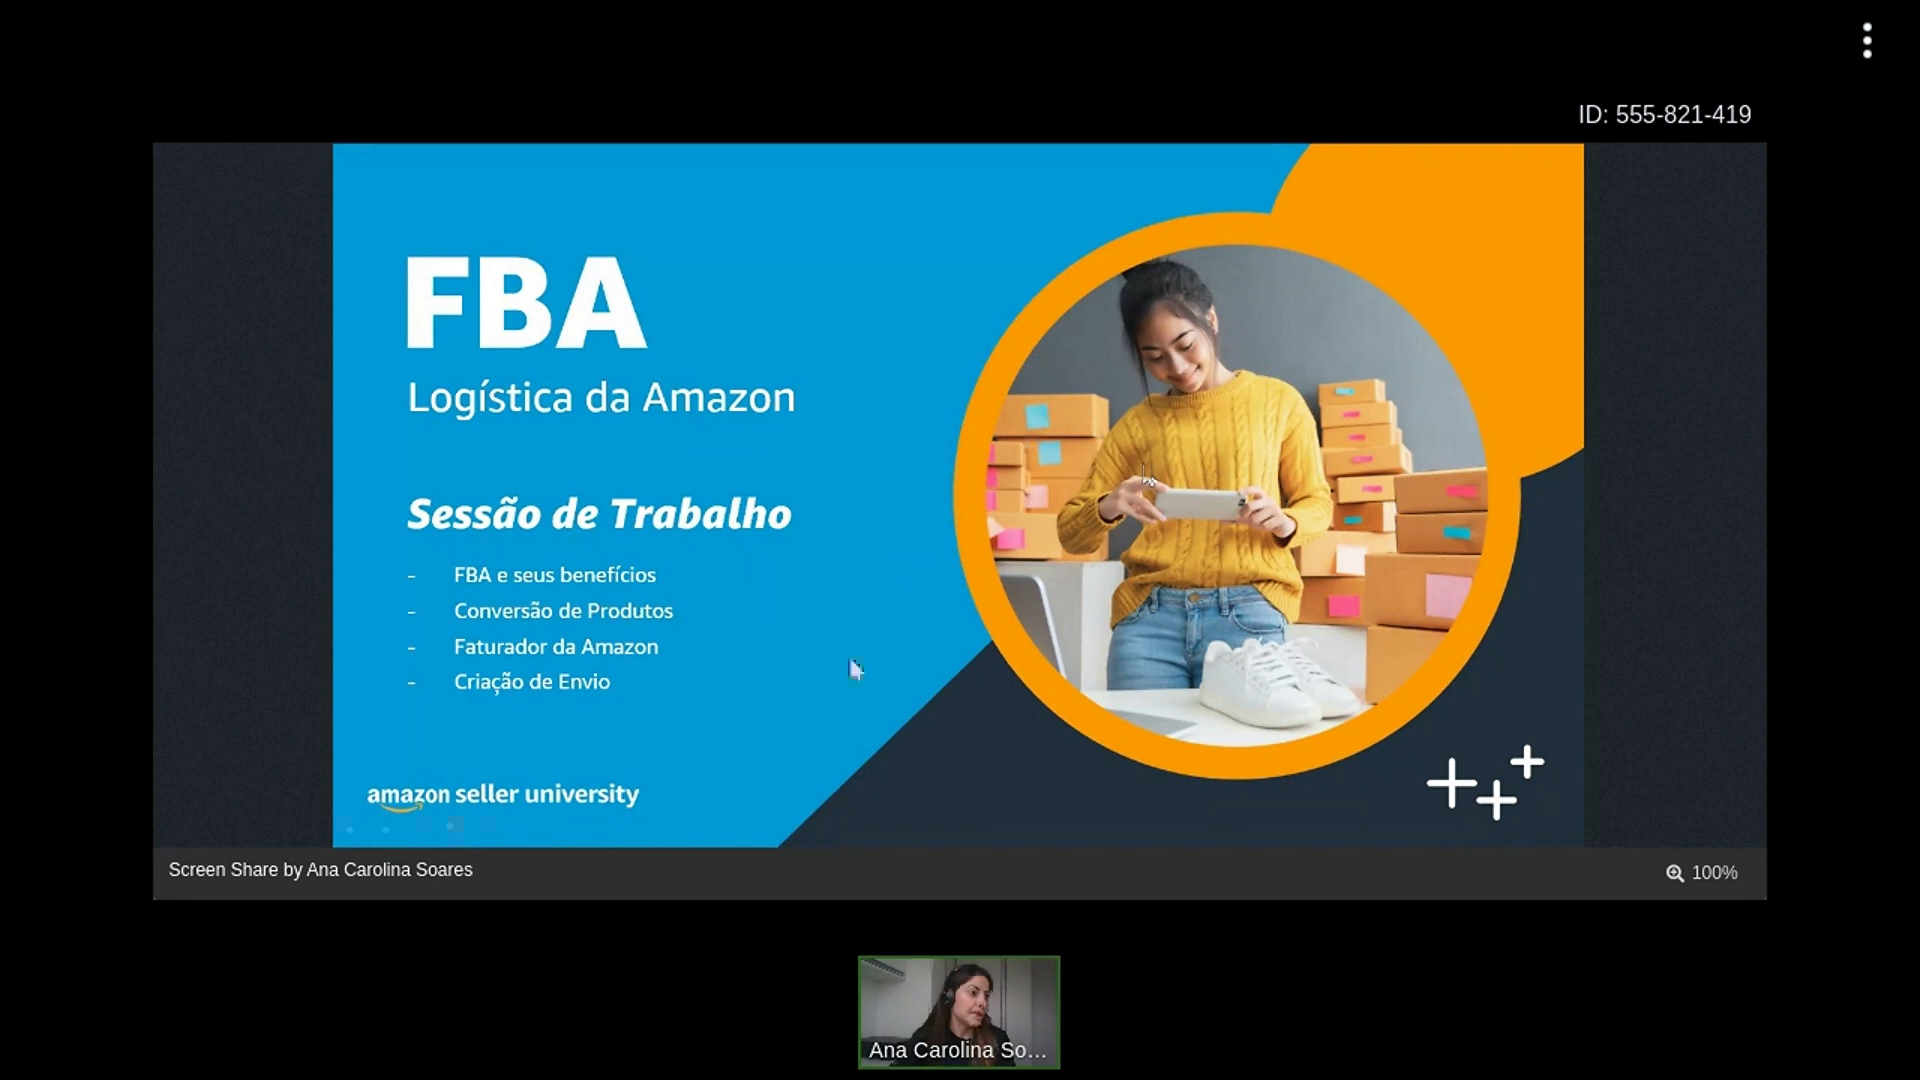 ID: 555-821-419
FBA
Logística da Amazon
Sessão de Trabalho
- FBA e seus benefícios
- Conversão de Produtos
- Faturador da Amazon
- Criação de Envio
amazon seller university
Screen Share by Ana Carolina Soares
100%
Ana Carolina So...